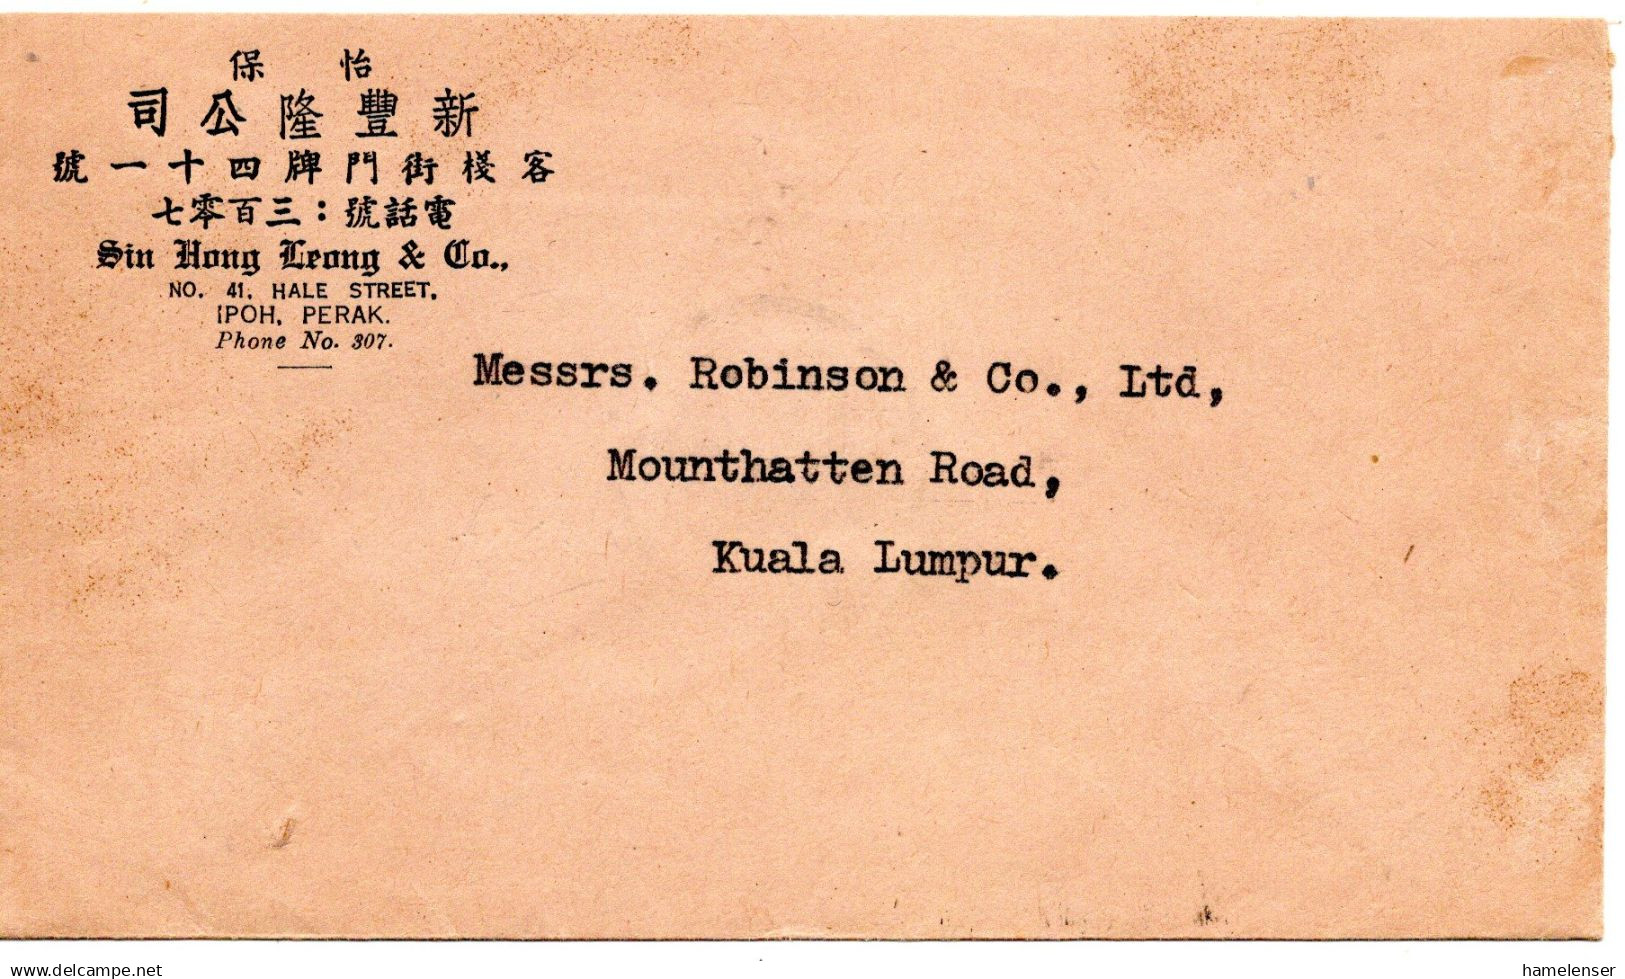 怡保
新豐隆公司
客棧街門牌四十一號
電話號：三百零七
Sin Hong Leong & Co.,
NO. 41, HALE STREET,
IPOH, PERAK.
Phone No. 307.
Messrs. Robinson & Co., Ltd,
Mounthatten Road,
Kuala Lumpur.
www.delcampe.net
hamelenser